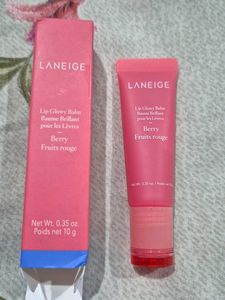 LANEIGE
Lip Glowy Balm
Baume Brillant
pour les Lèvres
Berry
Fruits rouge
Net Wt. 0.35 oz.
Poids net 10 g
LANEIGE
Lip Glowy Balm
Baume Brillant
pour les Lèvres
Berry
Fruits rouge